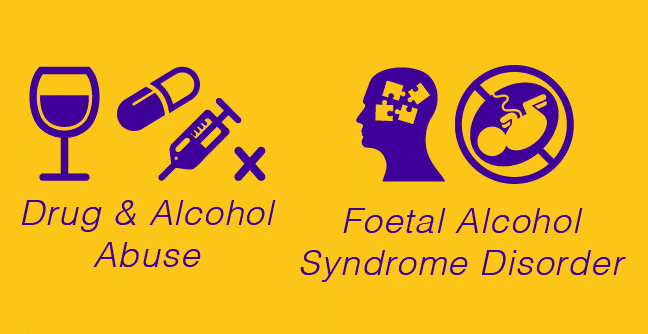 Drug & Alcohol
Abuse
Foetal Alcohol
Syndrome Disorder